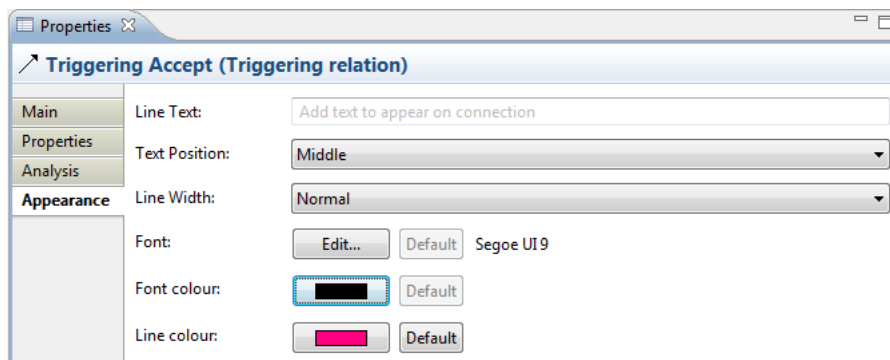 Properties
Triggering Accept (Triggering relation)
Main
Properties
Analysis
Appearance
Line Text: Add text to appear on connection
Text Position: Middle
Line Width: Normal
Font: Edit... Default Segoe UI 9
Font colour: Default
Line colour: Default